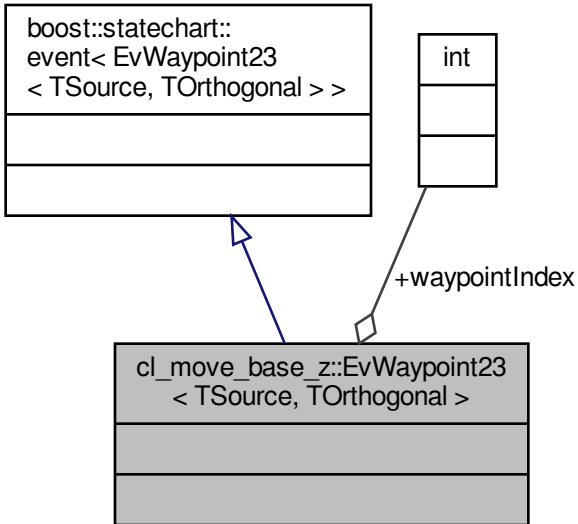 boost::statechart::
event< EvWaypoint23
< TSource, TOrthogonal > >
int
+waypointIndex
cl_move_base_z::EvWaypoint23
< TSource, TOrthogonal >